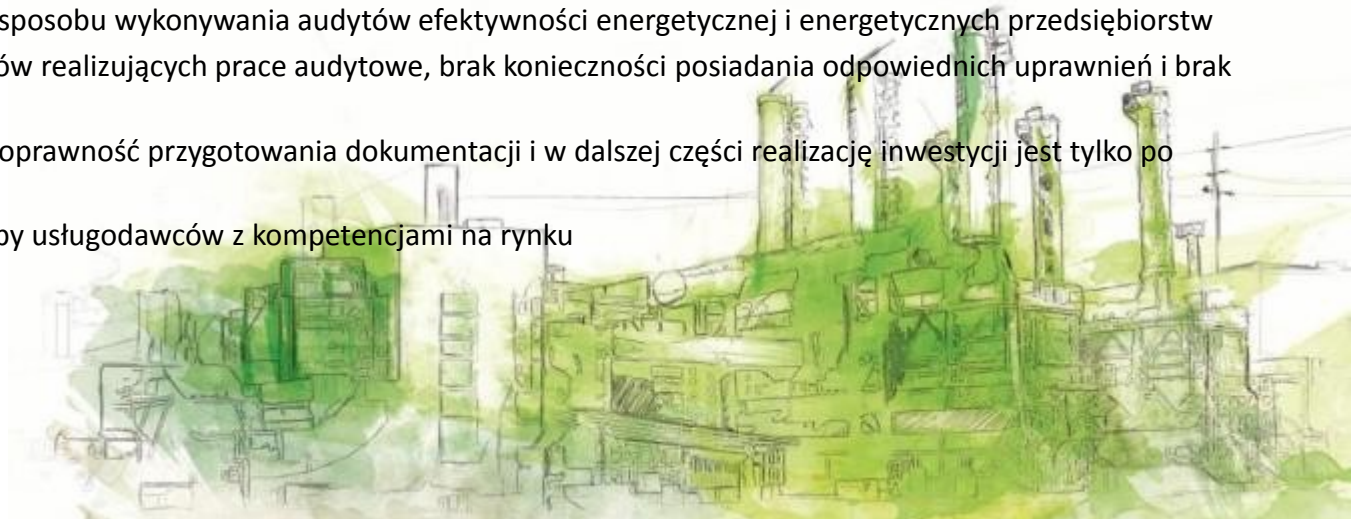 sposobu wykonywania audytów efektywności energetycznej i energetycznych przedsiębiorstw
ów realizujących prace audytowe, brak konieczności posiadania odpowiednich uprawnień i brak
oprawność przygotowania dokumentacji i w dalszej części realizację inwestycji jest tylko po
by usługodawców z kompetencjami na rynku